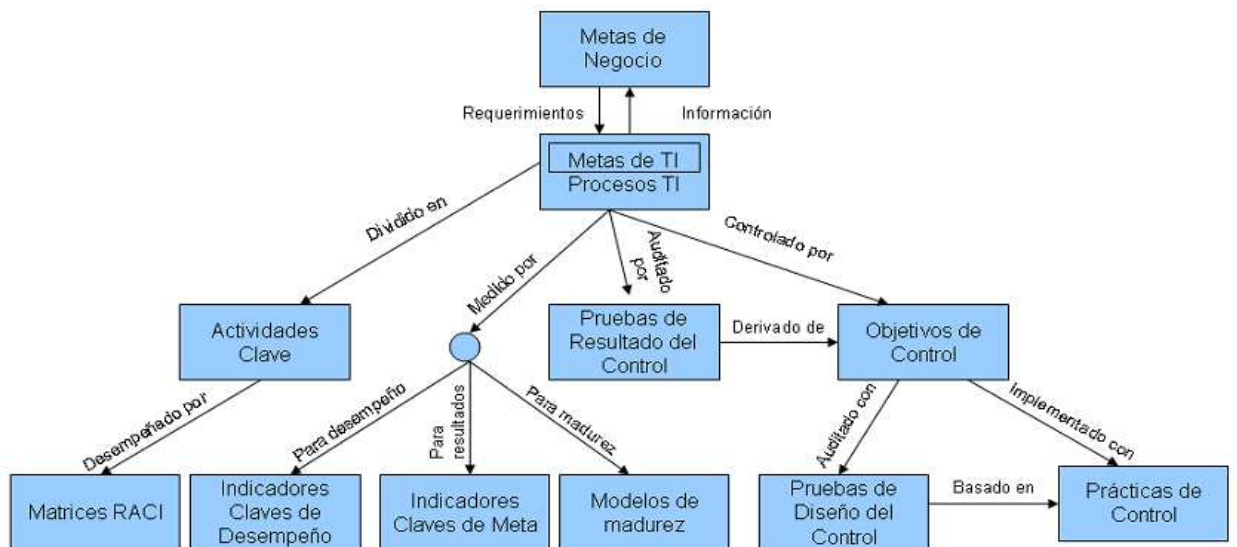 Metas de
Negocio
Requerimientos
Información
Metas de TI
Procesos TI
Dividido en
Medido por
Auditado
por
Controlado por
Actividades
Clave
Pruebas de
Resultado del
Control
Derivado de
Objetivos de
Control
Desempeñado por
Para desempeño
Para
resultados
Para madurez
Auditado con
Implementado con
Matrices RACI
Indicadores
Claves de
Desempeño
Indicadores
Claves de Meta
Modelos de
madurez
Pruebas de
Diseño del
Control
Basado en
Prácticas de
Control